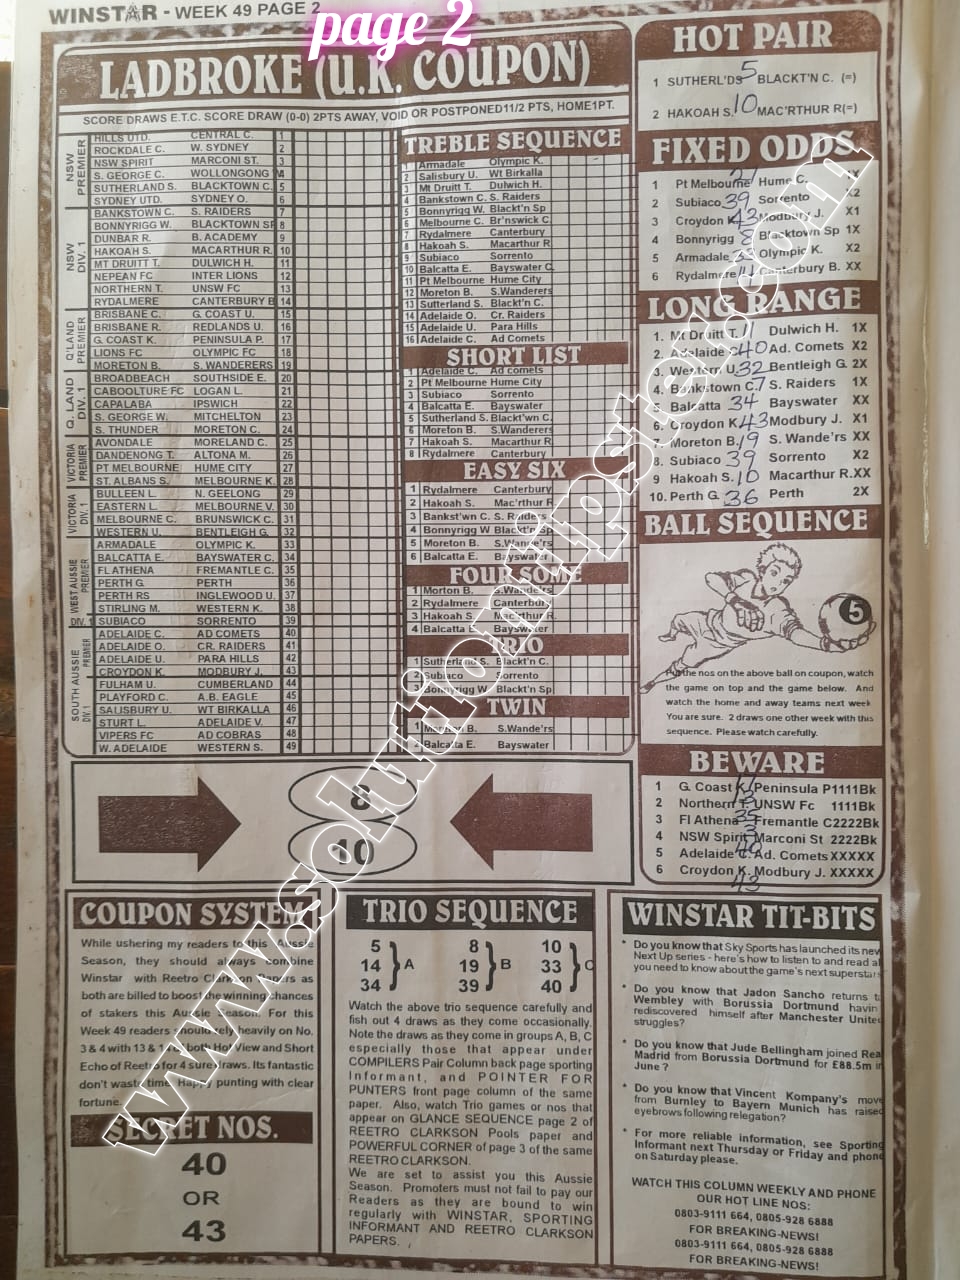 WINSTAR - WEEK 49 PAGE 2
page 2
LADBROKE (U.K. COUPON)
SCORE DRAWS E.T.C. SCORE DRAW (0-0) 2PTS AWAY, VOID OR POSTPONED11/2 PTS, HOME1PT.
NSW PREMIER
HILLS UTD. CENTRAL C. 1
ROCKDALE C. W. SYDNEY 2
NSW SPIRIT MARCONI ST. 3
S. GEORGE C. WOLLONGONG W 4
SUTHERLAND S. BLACKTOWN C. 5
SYDNEY UTD. SYDNEY O. 6
NSW DIV. 1
BANKSTOWN C. S. RAIDERS 7
BONNYRIGG W. BLACKTOWN SP 8
DUNBAR R. B. ACADEMY 9
HAKOAH S. MACARTHUR R. 10
MT DRUITT T. DULWICH H. 11
NEPEAN FC INTER LIONS 12
NORTHERN T. UNSW FC 13
RYDALMERE CANTERBURY B 14
Q'LAND PREMIER
BRISBANE C. G. COAST U. 15
BRISBANE R. REDLANDS U. 16
G. COAST K. PENINSULA P. 17
LIONS FC OLYMPIC FC 18
MORETON B. S. WANDERERS 19
Q. LAND DIV. 1
BROADBEACH SOUTHSIDE E. 20
CABOOLTURE FC LOGAN L. 21
CAPALABA IPSWICH 22
S. GEORGE W. MITCHELTON 23
S. THUNDER MORETON C. 24
VICTORIA PREMIER
AVONDALE MORELAND C. 25
DANDENONG T. ALTONA M. 26
PT MELBOURNE HUME CITY 27
ST. ALBANS S. MELBOURNE K. 28
VICTORIA DIV. 1
BULLEEN L. N. GEELONG 29
EASTERN L. MELBOURNE V. 30
MELBOURNE C. BRUNSWICK C. 31
WESTERN U. BENTLEIGH G. 32
WEST AUSSIE PREMIER
ARMADALE OLYMPIC K. 33
BALCATTA E. BAYSWATER C. 34
FLATHENA FREMANTLE C. 35
PERTH G. PERTH 36
PERTH RS INGLEWOOD U. 37
STIRLING M. WESTERN K. 38
DIV. 1
SUBIACO SORRENTO 39
SOUTH AUSSIE PREMIER
ADELAIDE C. AD COMETS 40
ADELAIDE O. CR. RAIDERS 41
ADELAIDE U. PARA HILLS 42
CROYDON K. MODBURY J. 43
DIV. 1
FULHAM U. CUMBERLAND 44
PLAYFORD C. A.B. EAGLE 45
SALISBURY U. WT BIRKALLA 46
STURT L. ADELAIDE V. 47
VIPERS FC AD COBRAS 48
W. ADELAIDE WESTERN S. 49
TREBLE SEQUENCE
1 Armadale Olympic K.
2 Salisbury U. Wt Birkalla
3 Mt Druitt T. Dulwich H.
4 Bankstown C. S. Raiders
5 Bonnyrigg W. Blackt'n Sp
6 Melbourne C. Br'nswick C.
7 Rydalmere Canterbury
8 Hakoah S. Macarthur R
9 Subiaco Sorrento
10 Balcatta E. Bayswater C.
11 Pt Melbourne Hume City
12 Moreton B. S.Wanderers
13 Sutherland S. Blackt'n C.
14 Adelaide O. Cr. Raiders
15 Adelaide U. Para Hills
16 Adelaide C. Ad Comets
SHORT LIST
1 Adelaide C. Ad comets
2 Pt Melbourne Hume City
3 Subiaco Sorrento
4 Balcatta E. Bayswater
5 Sutherland S. Blackt'wn C.
6 Moreton B. S.Wanderers
7 Hakoah S. Macarthur R
8 Rydalmere Canterbury
EASY SIX
1 Rydalmere Canterbury
2 Hakoah S. Mac'rthur R
3 Bankst'wn C. S. Raiders
4 Bonnyrigg W Blackt'n Sp
5 Moreton B. S.Wande'rs
6 Balcatta E. Bayswater
FOUR SOME
1 Morton B. S.Wande'rs
2 Rydalmere Canterbury
3 Hakoah S. Macrthur R
4 Balcatta E. Bayswater
TRIO
1 Sutherland S. Blackt'n C.
2 Subiaco Sorrento
3 Bonnyrigg W. Blackt'n Sp
TWIN
1 Moreton B. S.Wande'rs
2 Balcatta E. Bayswater
HOT PAIR
1 SUTHERL'DS 5 BLACKT'N C. (=)
2 HAKOAH S. 10 MAC'RTHUR R(=)
FIXED ODDS
1 Pt Melbourne 27 Hume C. 1X
2 Subiaco 39 Sorrento X2
3 Croydon K 43 Modbury J. X1
4 Bonnyrigg 8 Blacktown Sp 1X
5 Armadale 33 Olympic K. X2
6 Rydalmere 14 Canterbury B. XX
LONG RANGE
1. Mt Druitt T. 11 Dulwich H. 1X
2. Adelaide C 40 Ad. Comets X2
3. Western U. 32 Bentleigh G. 2X
4. Bankstown C. 7 S. Raiders 1X
5 Balcatta 34 Bayswater XX
6. Croydon K 43 Modbury J. X1
7. Moreton B. 19 S. Wande'rs XX
8. Subiaco 39 Sorrento X2
9 Hakoah S. 10 Macarthur R.XX
10. Perth G. 36 Perth 2X
BALL SEQUENCE
5
Put the nos on the above ball on coupon, watch
the game on top and the game below. And
watch the home and away teams next week
You are sure. 2 draws one other week with this
sequence. Please watch carefully.
BEWARE
1 G. Coast K. Peninsula P1111Bk
2 Northern T. UNSW Fc 1111Bk
3 Fl Athena 35 Fremantle C2222Bk
4 NSW Spirit 3 Marconi St 2222Bk
5 Adelaide C. 40 Ad. Comets XXXXX
6 Croydon K. 43 Modbury J. XXXXX
8
10
COUPON SYSTEM
While ushering my readers to this Aussie
Season, they should always combine
Winstar with Reetro Clarkson Papers as
both are billed to boost the winning chances
of stakers this Aussie Season. For this
Week 49 readers should rely heavily on No.
3 & 4 with 13 & 14 of both Hot View and Short
Echo of Reetro for 4 sure draws. Its fantastic
don't waste time. Happy punting with clear
fortune.
SECRET NOS.
40
OR
43
TRIO SEQUENCE
5 8 10
14 A 19 B 33 C
34 39 40
Watch the above trio sequence carefully and
fish out 4 draws as they come occasionally.
Note the draws as they come in groups A, B, C
especially those that appear under
COMPILERS Pair Column back page sporting
Informant, and POINTER FOR
PUNTERS front page column of the same
paper. Also, watch Trio games or nos that
appear on GLANCE SEQUENCE page 2 of
REETRO CLARKSON Pools paper and
POWERFUL CORNER of page 3 of the same
REETRO CLARKSON.
We are set to assist you this Aussie
Season. Promoters must not fail to pay our
Readers as they are bound to win
regularly with WINSTAR, SPORTING
INFORMANT AND REETRO CLARKSON
PAPERS.
WINSTAR TIT-BITS
* Do you know that Sky Sports has launched its new
Next Up series - here's how to listen to and read al
you need to know about the game's next superstars
* Do you know that Jadon Sancho returns t
Wembley with Borussia Dortmund havin
rediscovered himself after Manchester Unite
struggles?
* Do you know that Jude Bellingham joined Rea
Madrid from Borussia Dortmund for £88.5m in
June ?
* Do you know that Vincent Kompany's move
from Burnley to Bayern Munich has raised
eyebrows following relegation?
* For more reliable information, see Sporting
Informant next Thursday or Friday and phone
on Saturday please.
WATCH THIS COLUMN WEEKLY AND PHONE
OUR HOT LINE NOS:
0803-9111 664, 0805-928 6888
FOR BREAKING-NEWS!
0803-9111 664, 0805-928 6888
FOR BREAKING-NEWS!
www.solutiontipster.com